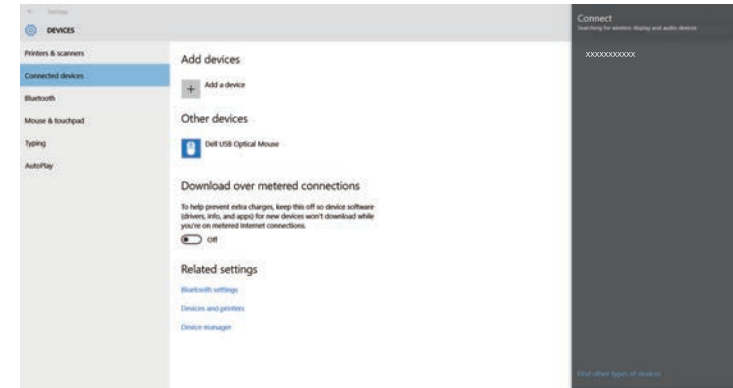 Settings
DEVICES
Printers & scanners
Connected devices
Bluetooth
Mouse & touchpad
Typing
AutoPlay
Add devices
Add a device
Other devices
Dell USB Optical Mouse
Download over metered connections
To help prevent extra charges, keep this off so device software
(drivers, info, and apps) for new devices won't download while
you're on metered Internet connections.
Off
Related settings
Bluetooth settings
Devices and printers
Device manager
Connect
Searching for wireless display and audio devices
xxxxxxxxxxx
Find other types of devices